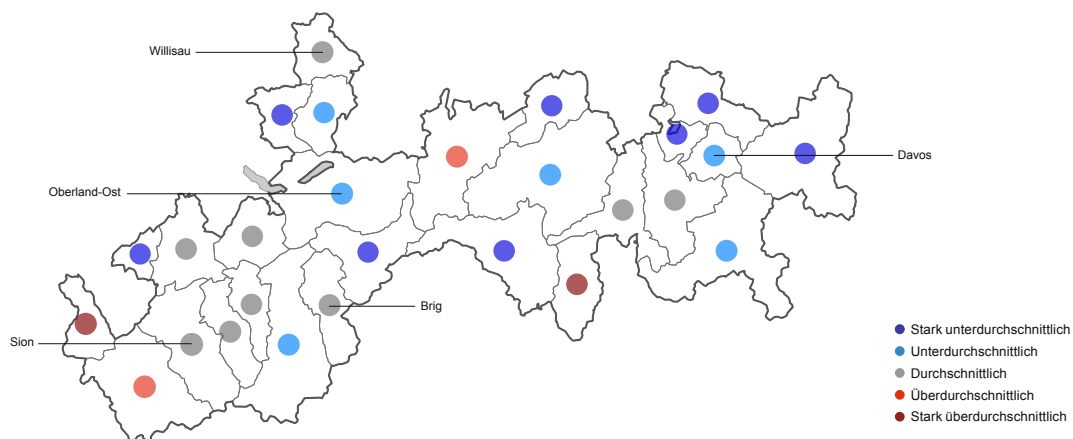 Willisau
Davos
Oberland-Ost
Brig
Sion
Stark unterdurchschnittlich
Unterdurchschnittlich
Durchschnittlich
Überdurchschnittlich
Stark überdurchschnittlich